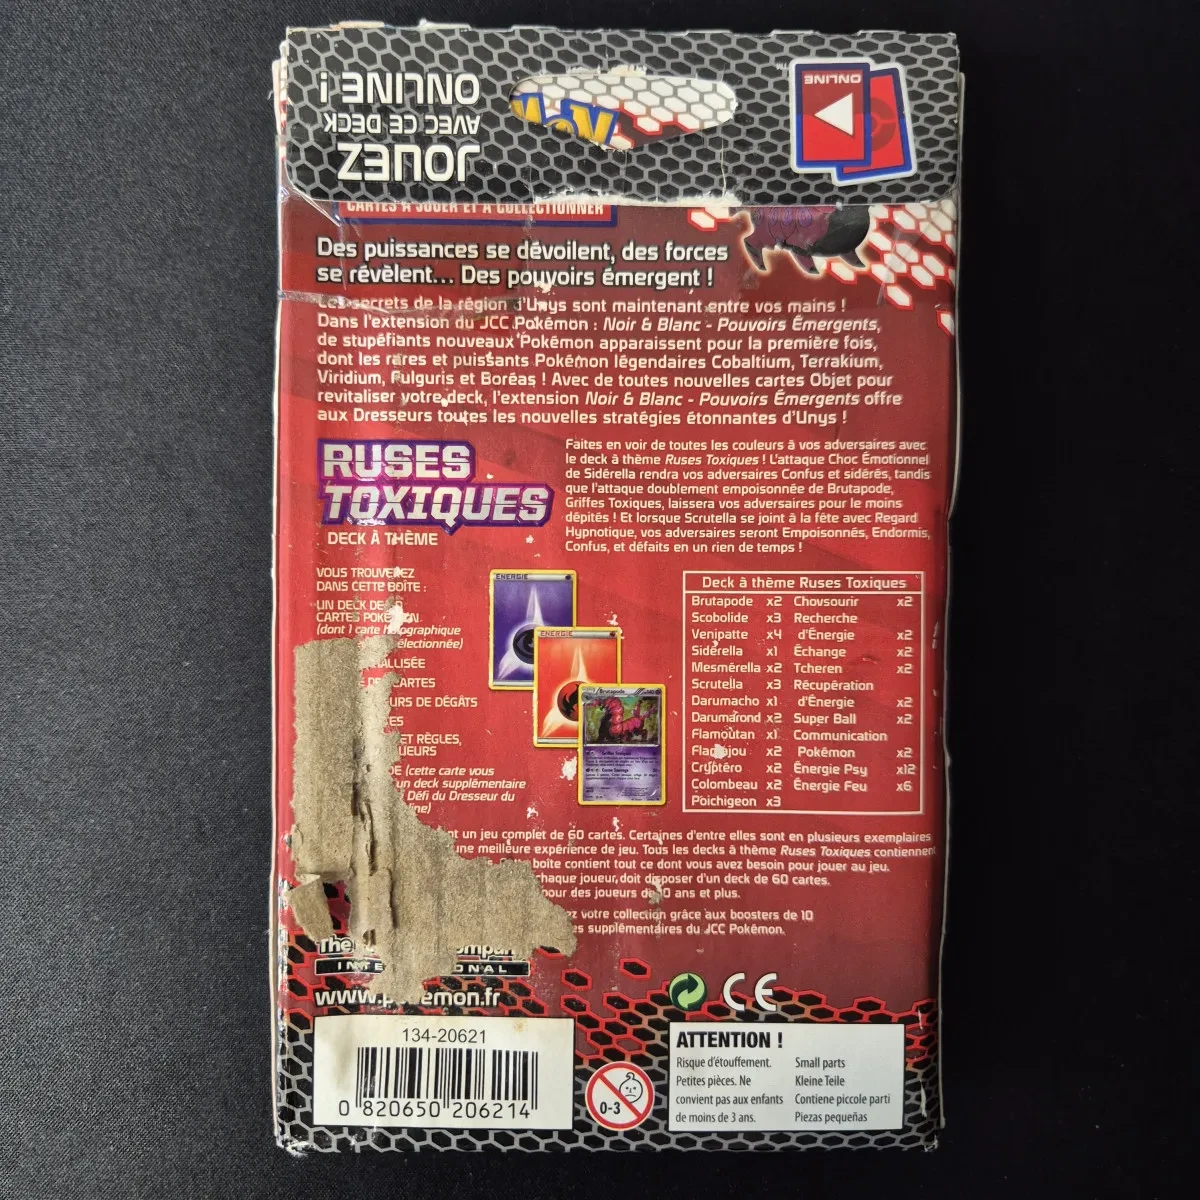 JOUEZ
AVEC CE DECK
ONLINE !
ONLINE
CARTES À JOUER ET À COLLECTIONNER
Des puissances se dévoilent, des forces
se révèlent... Des pouvoirs émergent !
Les secrets de la région d'Unys sont maintenant entre vos mains !
Dans l'extension du JCC Pokémon : Noir & Blanc - Pouvoirs Émergents,
de stupéfiants nouveaux Pokémon apparaissent pour la première fois,
dont les rares et puissants Pokémon légendaires Cobaltium, Terrakium,
Viridium, Fulguris et Boréas ! Avec de toutes nouvelles cartes Objet pour
revitaliser votre deck, l'extension Noir & Blanc - Pouvoirs Émergents offre
aux Dresseurs toutes les nouvelles stratégies étonnantes d'Unys !
RUSES
TOXIQUES
DECK À THÈME
Faites en voir de toutes les couleurs à vos adversaires avec
le deck à thème Ruses Toxiques ! L'attaque Choc Émotionnel
de Sidérella rendra vos adversaires Confus et sidérés, tandis
que l'attaque doublement empoisonnée de Brutapode,
Griffes Toxiques, laissera vos adversaires pour le moins
dépités ! Et lorsque Scrutella se joint à la fête avec Regard
Hypnotique, vos adversaires seront Empoisonnés, Endormis,
Confus, et défaits en un rien de temps !
VOUS TROUVEREZ
DANS CETTE BOÎTE :
UN DECK DE 60
CARTES POKÉMON
(dont 1 carte holographique
électionnée)
ALLISÉE
DE CARTES
URS DE DÉGÂTS
ES
ET RÈGLES,
UEURS
DE (cette carte vous
un deck supplémentaire
Défi du Dresseur du
line)
ENERGIE
ENERGIE
Brutapode
Deck à thème Ruses Toxiques
Brutapode x2 Chovsourir x2
Scobolide x3 Recherche
Venipatte x4 d'Énergie x2
Sidérella x1 Échange x2
Mesmérella x2 Tcheren x2
Scrutella x3 Récupération
Darumacho x1 d'Énergie x2
Darumarond x2 Super Ball x2
Flamoutan x1 Communication
Flamajou x2 Pokémon x2
Cryptéro x2 Énergie Psy x12
Colombeau x2 Énergie Feu x6
Poichigeon x3
nt un jeu complet de 60 cartes. Certaines d'entre elles sont en plusieurs exemplaires
une meilleure expérience de jeu. Tous les decks à thème Ruses Toxiques contiennent
Cette boîte contient tout ce dont vous avez besoin pour jouer au jeu.
chaque joueur doit disposer d'un deck de 60 cartes.
pour des joueurs de 10 ans et plus.
ez votre collection grâce aux boosters de 10
es supplémentaires du JCC Pokémon.
The
www.pokemon.fr
CE
134-20621
0 820650 206214
0-3
ATTENTION !
Risque d'étouffement.
Petites pièces. Ne
convient pas aux enfants
de moins de 3 ans.
Small parts
Kleine Teile
Contiene piccole parti
Piezas pequeñas